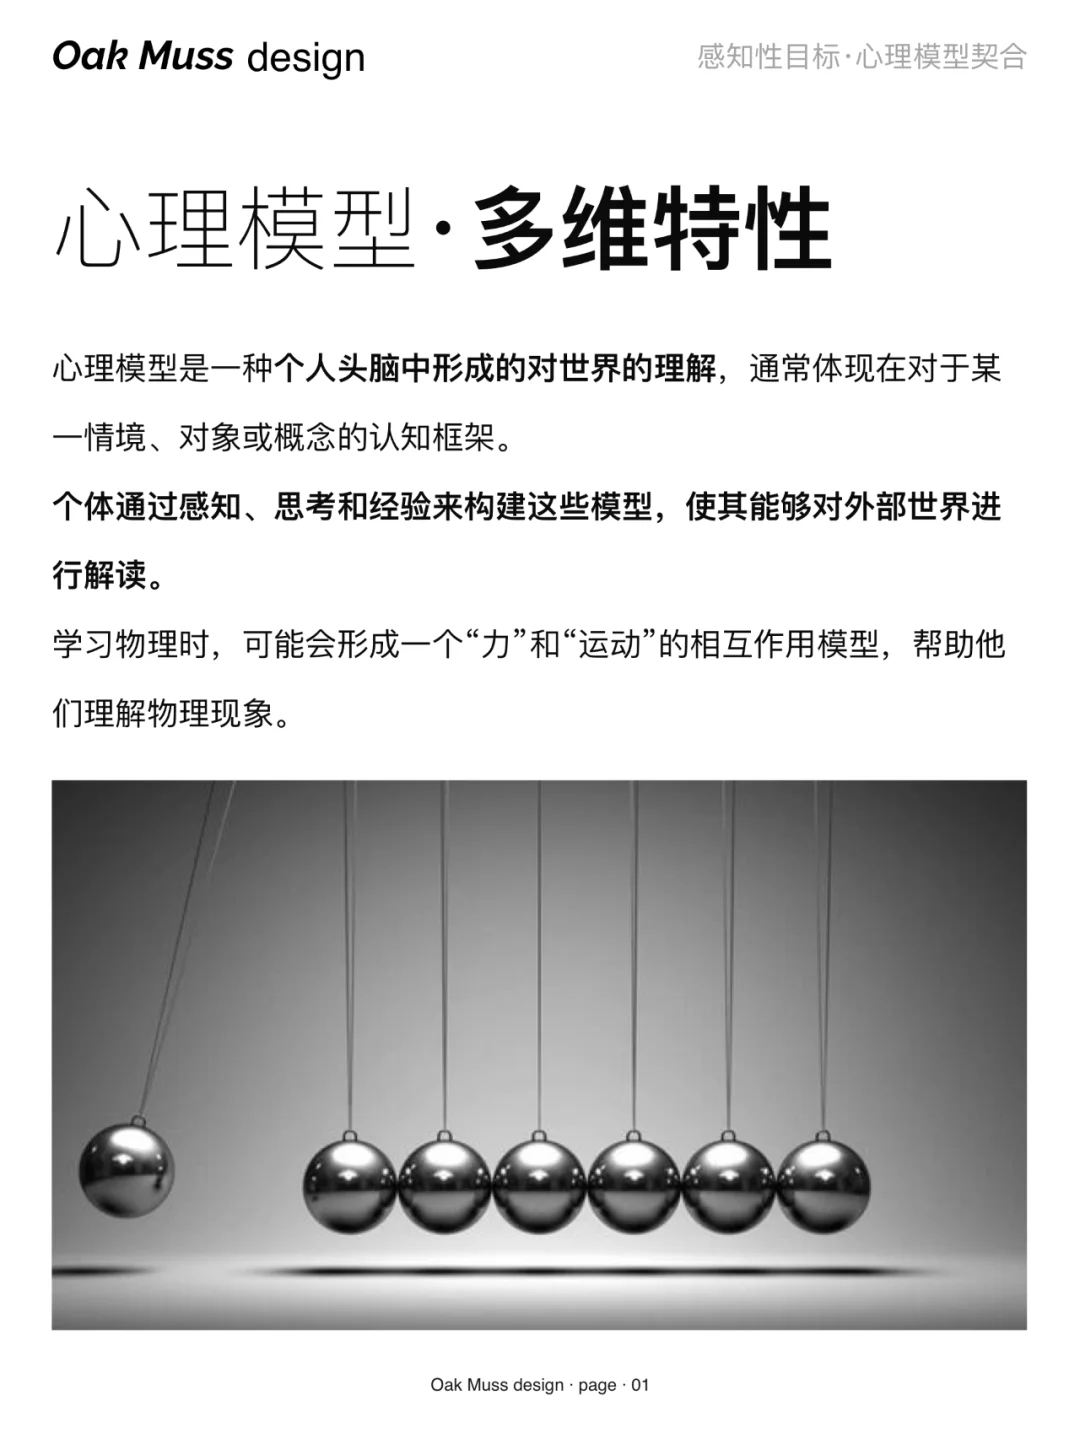 Oak Muss design
感知性目标·心理模型契合
心理模型·多维特性
心理模型是一种个人头脑中形成的对世界的理解，通常体现在对于某
一情境、对象或概念的认知框架。
个体通过感知、思考和经验来构建这些模型，使其能够对外部世界进
行解读。
学习物理时，可能会形成一个“力”和“运动”的相互作用模型，帮助他
们理解物理现象。
Oak Muss design · page · 01